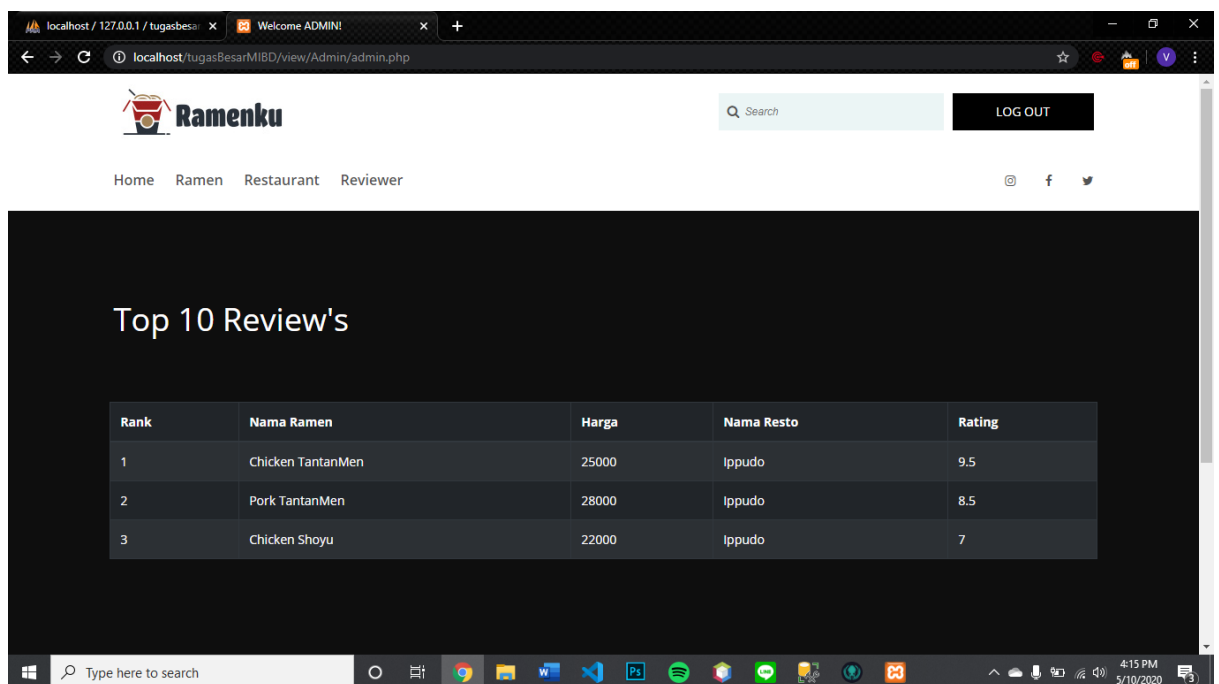 localhost / 127.0.0.1 / tugasbesa
Welcome ADMIN!
localhost/tugasBesarMIBD/view/Admin/admin.php
off
V
Ramenku
Search
LOG OUT
Home Ramen Restaurant Reviewer
Top 10 Review's
Rank Nama Ramen Harga Nama Resto Rating
1 Chicken TantanMen 25000 Ippudo 9.5
2 Pork TantanMen 28000 Ippudo 8.5
3 Chicken Shoyu 22000 Ippudo 7
Type here to search
4:15 PM
5/10/2020
3